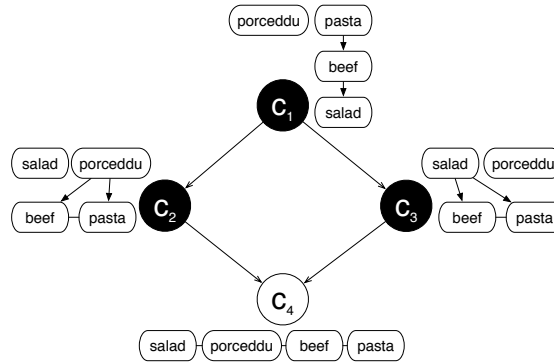 porceddu pasta
beef
salad
C1
salad porceddu
beef pasta
C2
C3
salad porceddu
beef pasta
C4
salad porceddu beef pasta